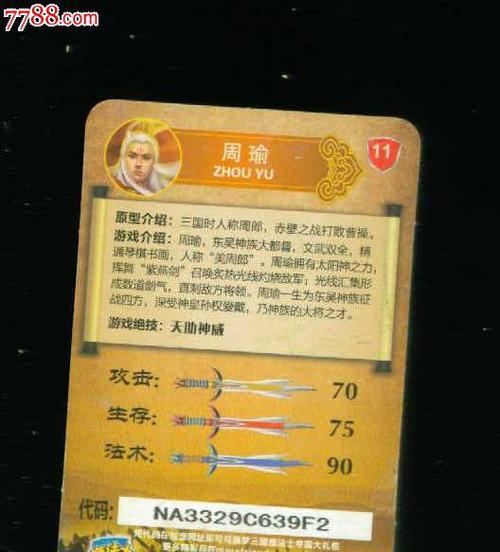 7788.com
周瑜
ZHOU YU
11
原型介绍：三国时人称周郎，赤壁之战打败曹操。
游戏介绍：周瑜，东吴神族大都督，文武双全，精
通琴棋书画，人称“美周郎”。周瑜拥有太阳神之力，
挥舞“紫燕剑”召唤炙热光线灼烧敌军；光线汇集形
成数道剑气，直刺敌方将领。周瑜一生为东吴神族征
战四方，深受神皇孙权爱戴，乃神族的大将之才。
游戏绝技：天助神威
攻击： 70
生存： 75
法术： 90
代码： NA3329C639F2